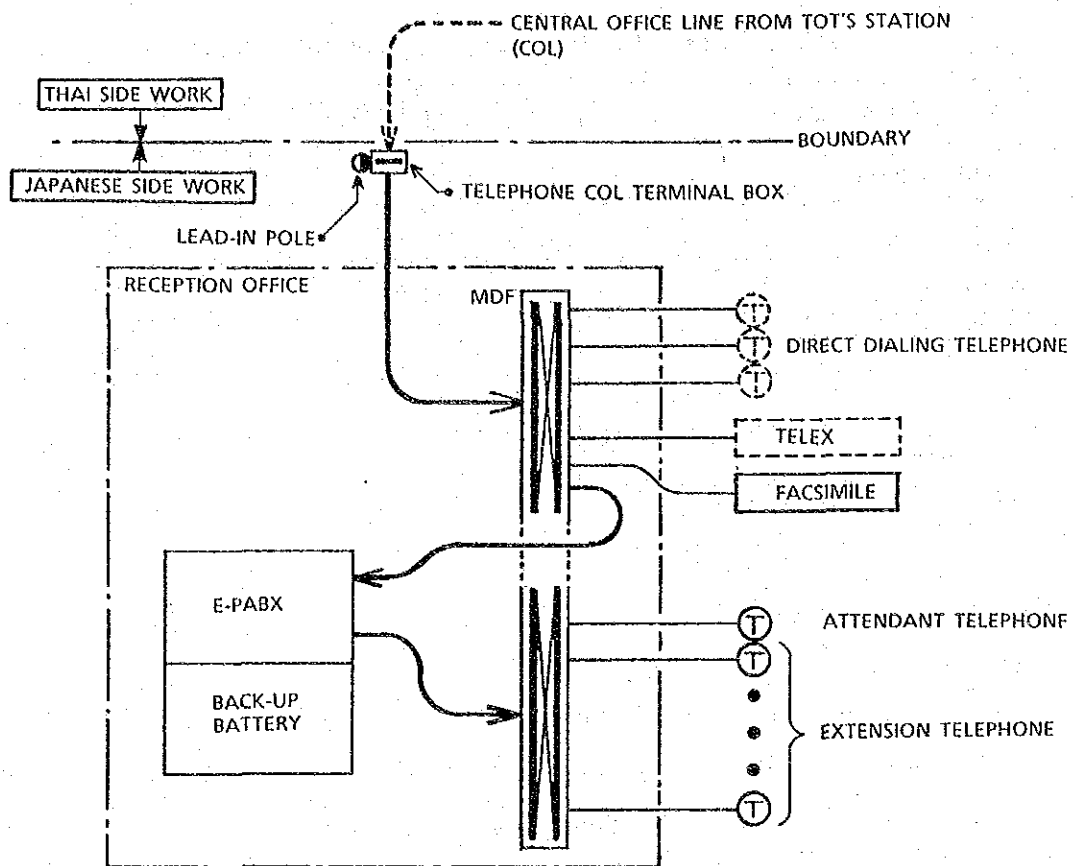 CENTRAL OFFICE LINE FROM TOT'S STATION
(COL)
THAI SIDE WORK
BOUNDARY
JAPANESE SIDE WORK
TELEPHONE COL TERMINAL BOX
LEAD-IN POLE
RECEPTION OFFICE
MDF
T
T
DIRECT DIALING TELEPHONE
T
TELEX
FACSIMILE
E-PABX
T
ATTENDANT TELEPHONE
T
BACK-UP
BATTERY
EXTENSION TELEPHONE
T